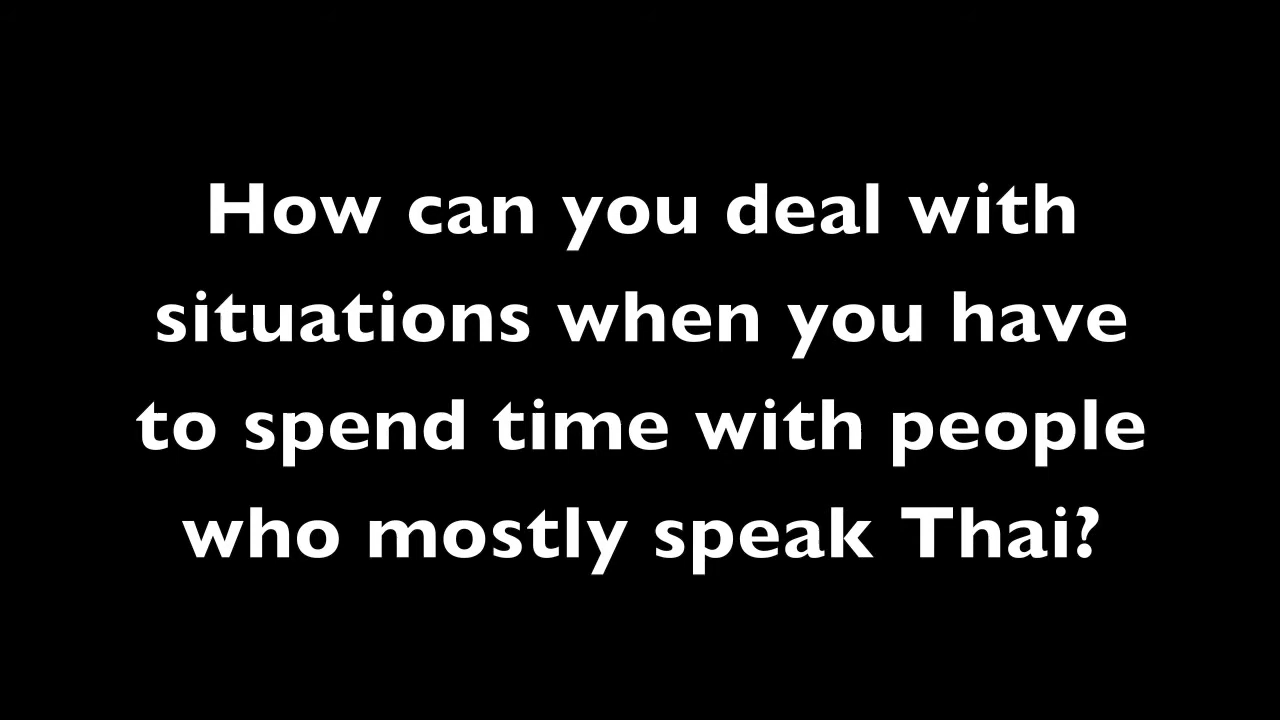 How can you deal with
situations when you have
to spend time with people
who mostly speak Thai?